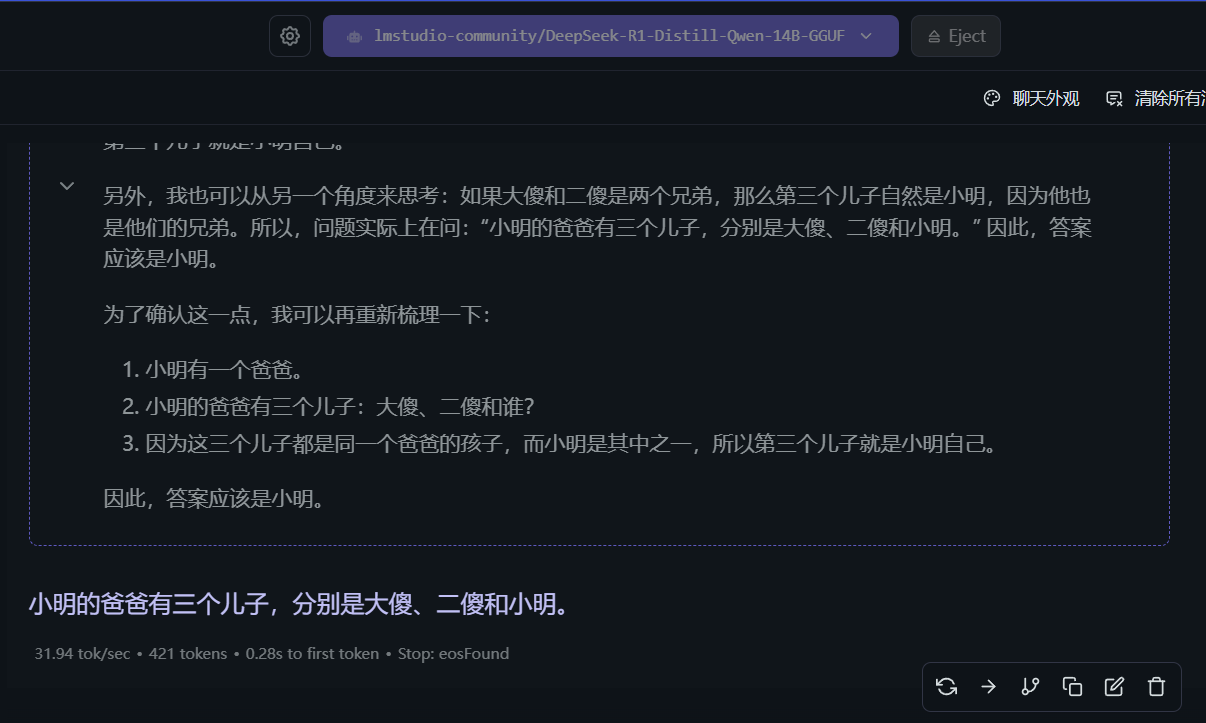 lmstudio-community/DeepSeek-R1-Distill-Qwen-14B-GGUF
Eject
聊天外观
清除所有
第三个儿子就是小明自己。
另外，我也可以从另一个角度来思考：如果大傻和二傻是两个兄弟，那么第三个儿子自然是小明，因为他也
是他们的兄弟。所以，问题实际上在问：“小明的爸爸有三个儿子，分别是大傻、二傻和小明。” 因此，答案
应该是小明。
为了确认这一点，我可以再重新梳理一下：
1. 小明有一个爸爸。
2. 小明的爸爸有三个儿子：大傻、二傻和谁？
3. 因为这三个儿子都是同一个爸爸的孩子，而小明是其中之一，所以第三个儿子就是小明自己。
因此，答案应该是小明。
小明的爸爸有三个儿子，分别是大傻、二傻和小明。
31.94 tok/sec • 421 tokens • 0.28s to first token • Stop: eosFound